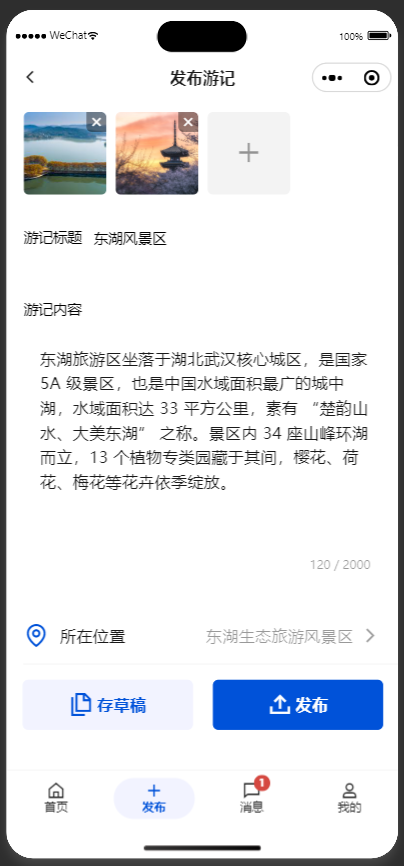 WeChat
100%
发布游记
游记标题 东湖风景区
游记内容
东湖旅游区坐落于湖北武汉核心城区，是国家
5A 级景区，也是中国水域面积最广的城中
湖，水域面积达 33 平方公里，素有 “楚韵山
水、大美东湖” 之称。景区内 34 座山峰环湖
而立，13 个植物专类园藏于其间，樱花、荷
花、梅花等花卉依季绽放。
120 / 2000
所在位置 东湖生态旅游风景区
存草稿 发布
1
首页 发布 消息 我的